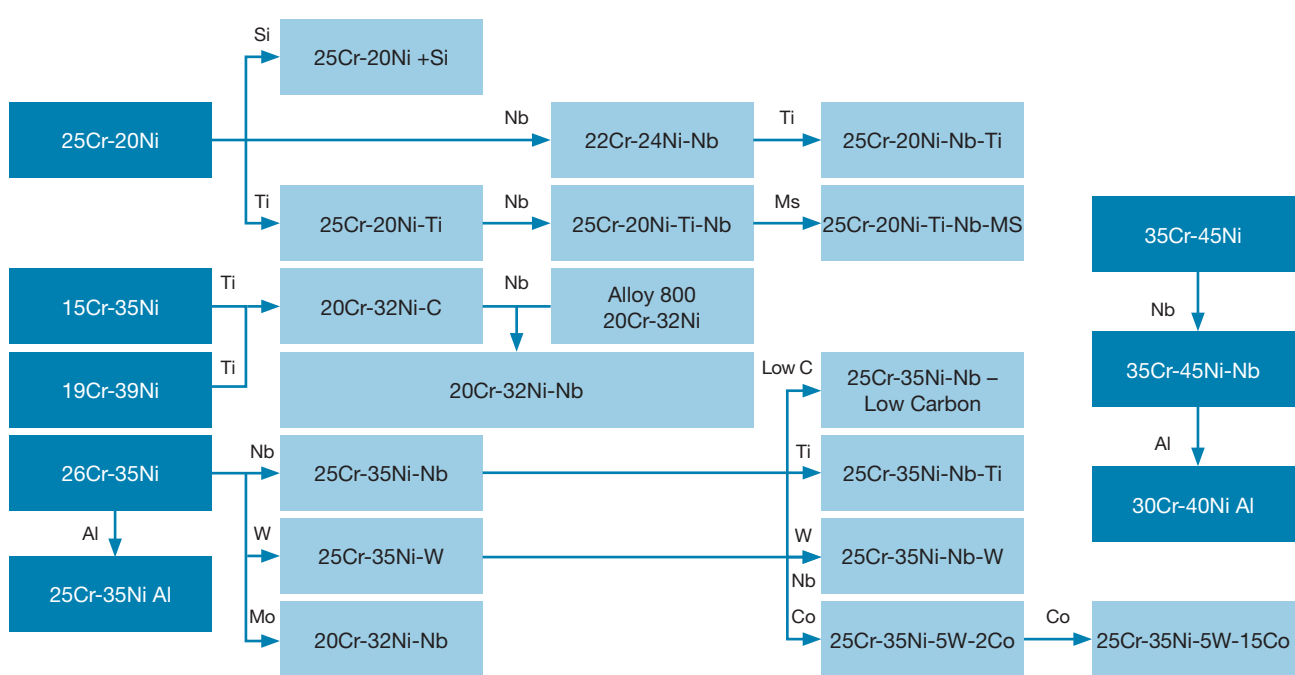 Si
25Cr-20Ni +Si
25Cr-20Ni
Nb
22Cr-24Ni-Nb
Ti
25Cr-20Ni-Nb-Ti
Ti
25Cr-20Ni-Ti
Nb
25Cr-20Ni-Ti-Nb
Ms
25Cr-20Ni-Ti-Nb-MS
35Cr-45Ni
15Cr-35Ni
Ti
20Cr-32Ni-C
Nb
Alloy 800
20Cr-32Ni
Nb
19Cr-39Ni
Ti
20Cr-32Ni-Nb
Low C
25Cr-35Ni-Nb –
Low Carbon
35Cr-45Ni-Nb
26Cr-35Ni
Nb
25Cr-35Ni-Nb
Ti
25Cr-35Ni-Nb-Ti
Al
30Cr-40Ni Al
Al
W
25Cr-35Ni-W
W
25Cr-35Ni-Nb-W
Nb
25Cr-35Ni Al
Mo
20Cr-32Ni-Nb
Co
25Cr-35Ni-5W-2Co
Co
25Cr-35Ni-5W-15Co